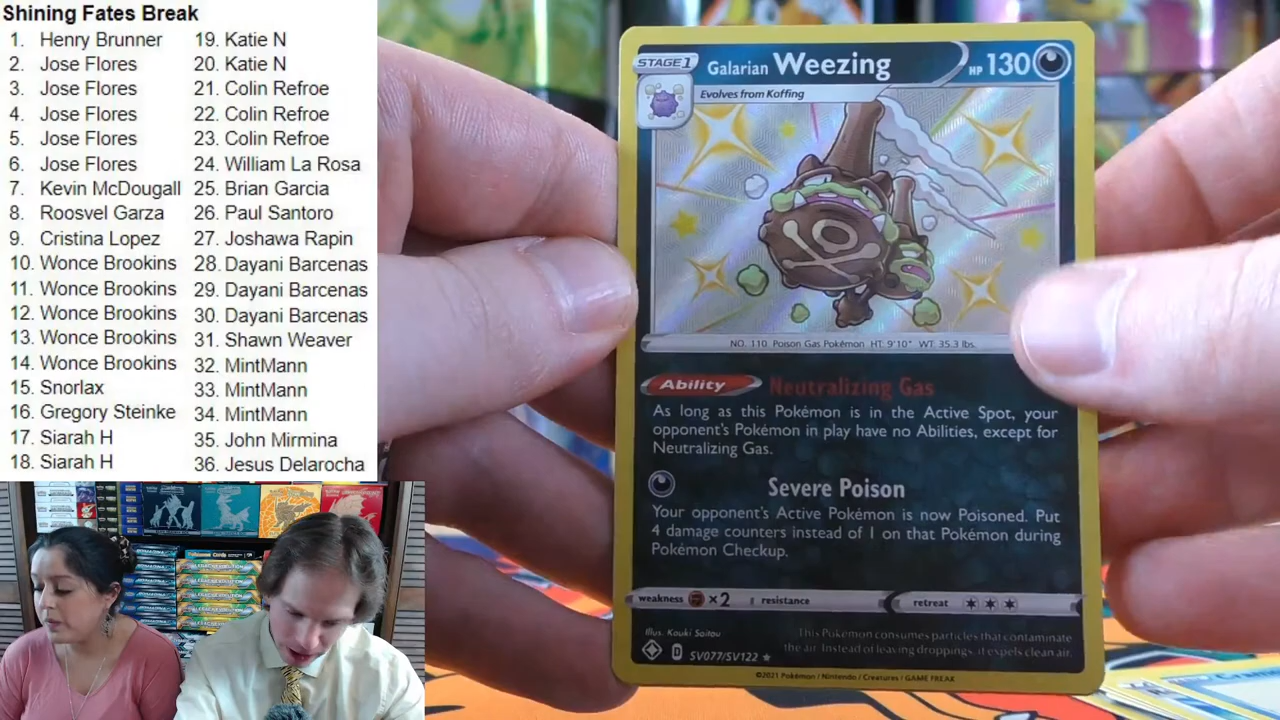 Shining Fates Break
1. Henry Brunner
2. Jose Flores
3. Jose Flores
4. Jose Flores
5. Jose Flores
6. Jose Flores
7. Kevin McDougall
8. Roosvel Garza
9. Cristina Lopez
10. Wonce Brookins
11. Wonce Brookins
12. Wonce Brookins
13. Wonce Brookins
14. Wonce Brookins
15. Snorlax
16. Gregory Steinke
17. Siarah H
18. Siarah H
19. Katie N
20. Katie N
21. Colin Refroe
22. Colin Refroe
23. Colin Refroe
24. William La Rosa
25. Brian Garcia
26. Paul Santoro
27. Joshawa Rapin
28. Dayani Barcenas
29. Dayani Barcenas
30. Dayani Barcenas
31. Shawn Weaver
32. MintMann
33. MintMann
34. MintMann
35. John Mirmina
36. Jesus Delarocha
STAGE 1 Galarian Weezing HP 130
Evolves from Koffing
NO. 110 Poison Gas Pokémon HT: 9'10" WT: 35.3 lbs.
Ability Neutralizing Gas
As long as this Pokémon is in the Active Spot, your
opponent's Pokémon in play have no Abilities, except for
Neutralizing Gas.
Severe Poison
Your opponent's Active Pokémon is now Poisoned. Put
4 damage counters instead of 1 on that Pokémon during
Pokémon Checkup.
weakness ×2 resistance retreat
Illus. Kouki Saitou
D SV077/SV122 ★
This Pokémon consumes particles that contaminate
the air. Instead of leaving droppings, it expels clean air.
©2021 Pokémon / Nintendo / Creatures / GAME FREAK